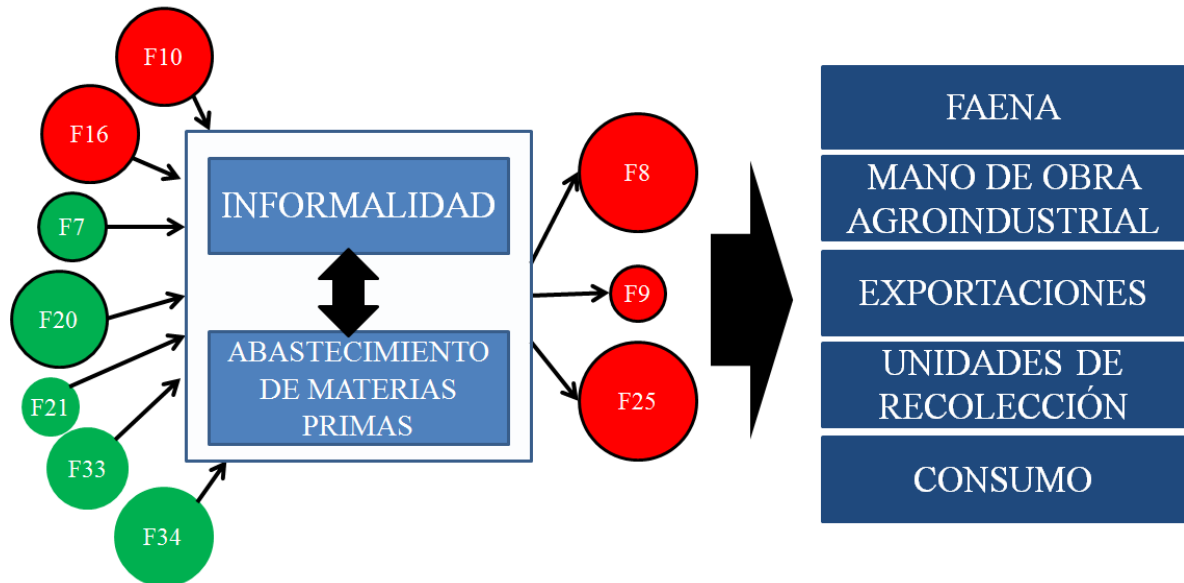 F10
F16
F7
F20
F21
F33
F34
INFORMALIDAD
ABASTECIMIENTO
DE MATERIAS
PRIMAS
F8
F9
F25
FAENA
MANO DE OBRA
AGROINDUSTRIAL
EXPORTACIONES
UNIDADES DE
RECOLECCIÓN
CONSUMO